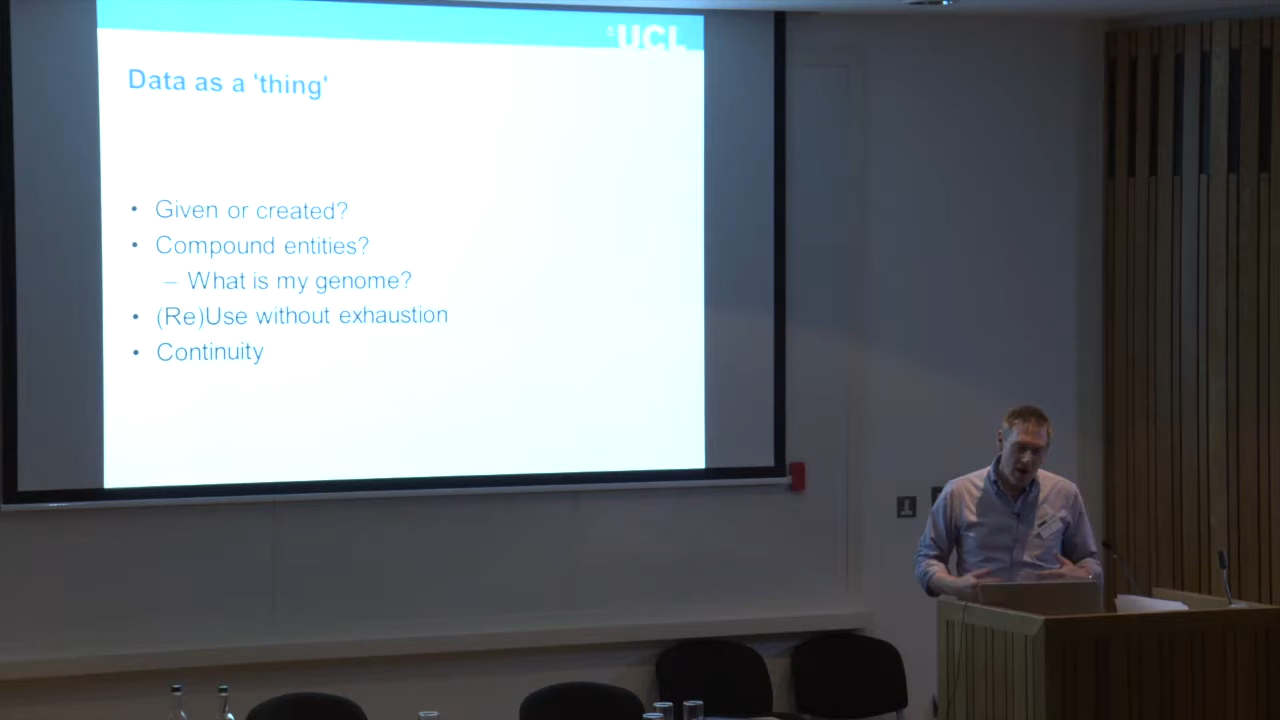 UCL
Data as a 'thing'
• Given or created?
• Compound entities?
– What is my genome?
• (Re)Use without exhaustion
• Continuity